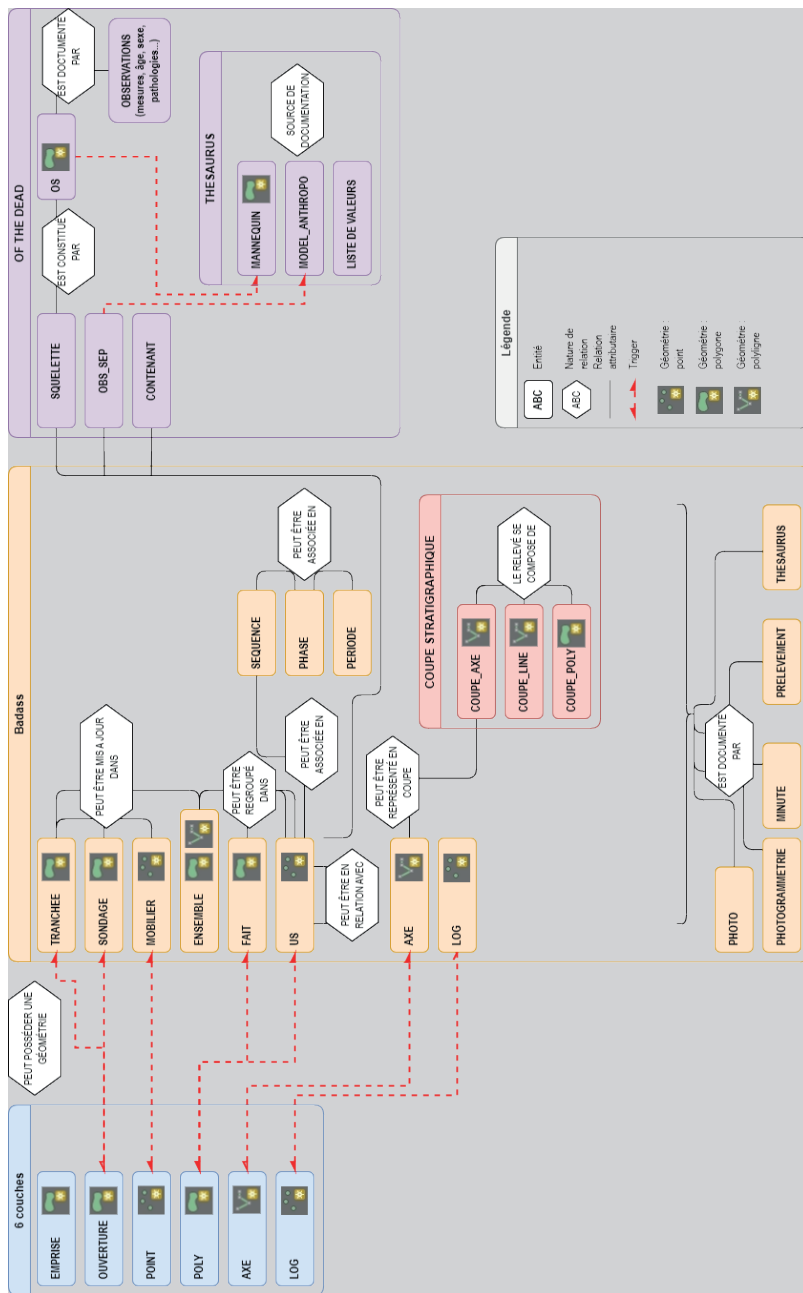 6 couches
EMPRISE
OUVERTURE
POINT
POLY
AXE
LOG
PEUT POSSÉDER UNE
GÉOMÉTRIE
Badass
TRANCHEE
SONDAGE
MOBILIER
ENSEMBLE
FAIT
US
AXE
LOG
PEUT ÊTRE MIS A JOUR
DANS
PEUT ÊTRE
REGROUPÉ
DANS
PEUT ÊTRE EN
RELATION AVEC
PEUT ÊTRE
ASSOCIÉE EN
SEQUENCE
PHASE
PERIODE
PEUT ÊTRE
ASSOCIÉE EN
PEUT ÊTRE
REPRÉSENTÉ EN
COUPE
COUPE STRATIGRAPHIQUE
COUPE_AXE
COUPE_LINE
COUPE_POLY
LE RELEVÉ SE
COMPOSE DE
PHOTO
PHOTOGRAMMETRIE
MINUTE
PRELEVEMENT
THESAURUS
EST DOCUMENTÉ
PAR
OF THE DEAD
SQUELETTE
OBS_SEP
CONTENANT
EST CONSTITUÉ
PAR
OS
EST DOCTUMENTÉ
PAR
OBSERVATIONS
(mesures, âge, sexe,
pathologies...)
THESAURUS
MANNEQUIN
MODEL_ANTHROPO
LISTE DE VALEURS
SOURCE DE
DOCUMENTATION
Légende
ABC
Entité
ABC
Nature de
relation
Relation
attributaire
Trigger
Géométrie :
point
Géométrie :
polygone
Géométrie
polyligne